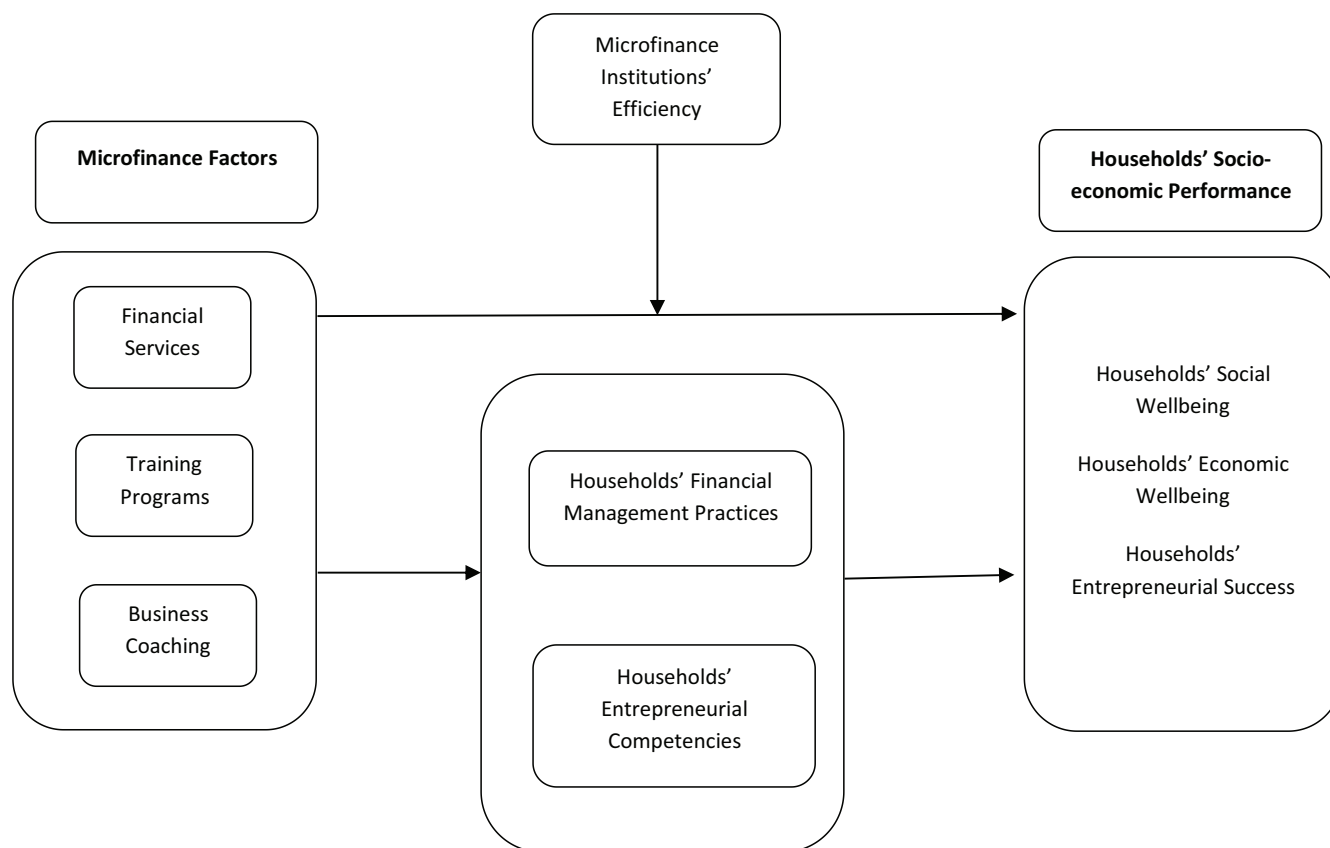 Microfinance
Institutions’
Efficiency
Microfinance Factors
Households’ Socio-
economic Performance
Financial
Services
Training
Programs
Business
Coaching
Households’ Financial
Management Practices
Households’
Entrepreneurial
Competencies
Households’ Social
Wellbeing
Households’ Economic
Wellbeing
Households’
Entrepreneurial Success